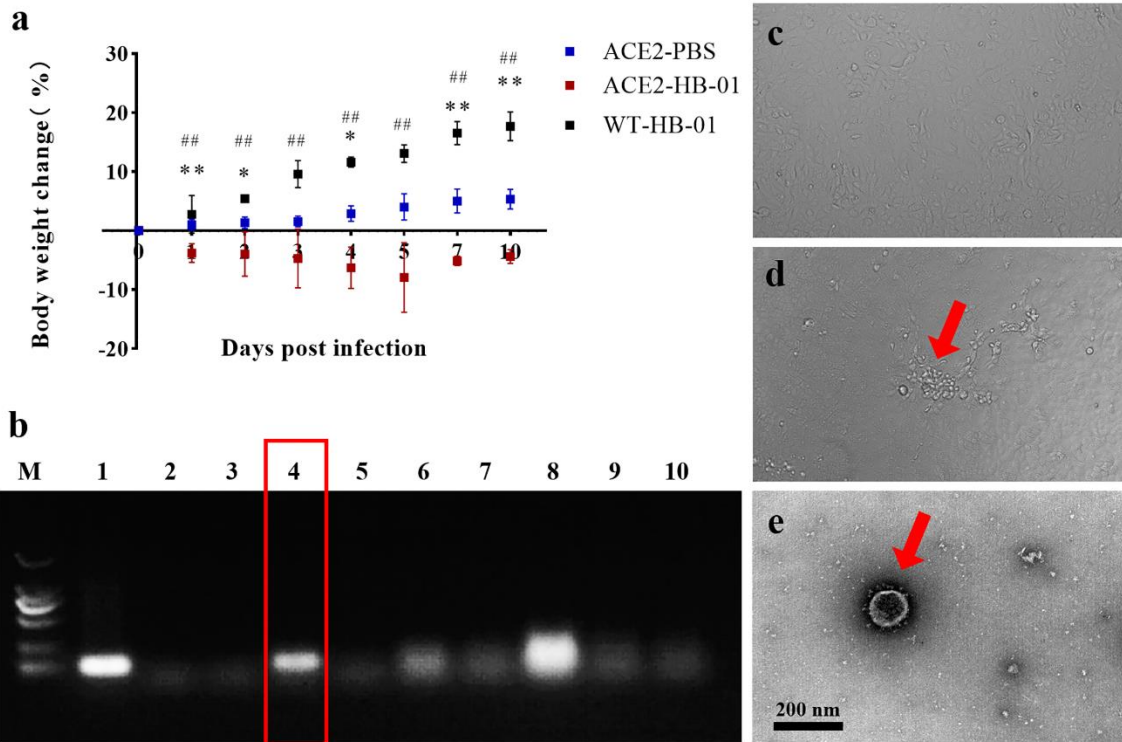 a
30
20
10
-10
-20
Body weight change（ %）
0 1 2 3 4 5 7 10
Days post infection
** * * ** **
## ## ## ## ## ## ##
ACE2-PBS
ACE2-HB-01
WT-HB-01
b
M 1 2 3 4 5 6 7 8 9 10
c
d
e
200 nm